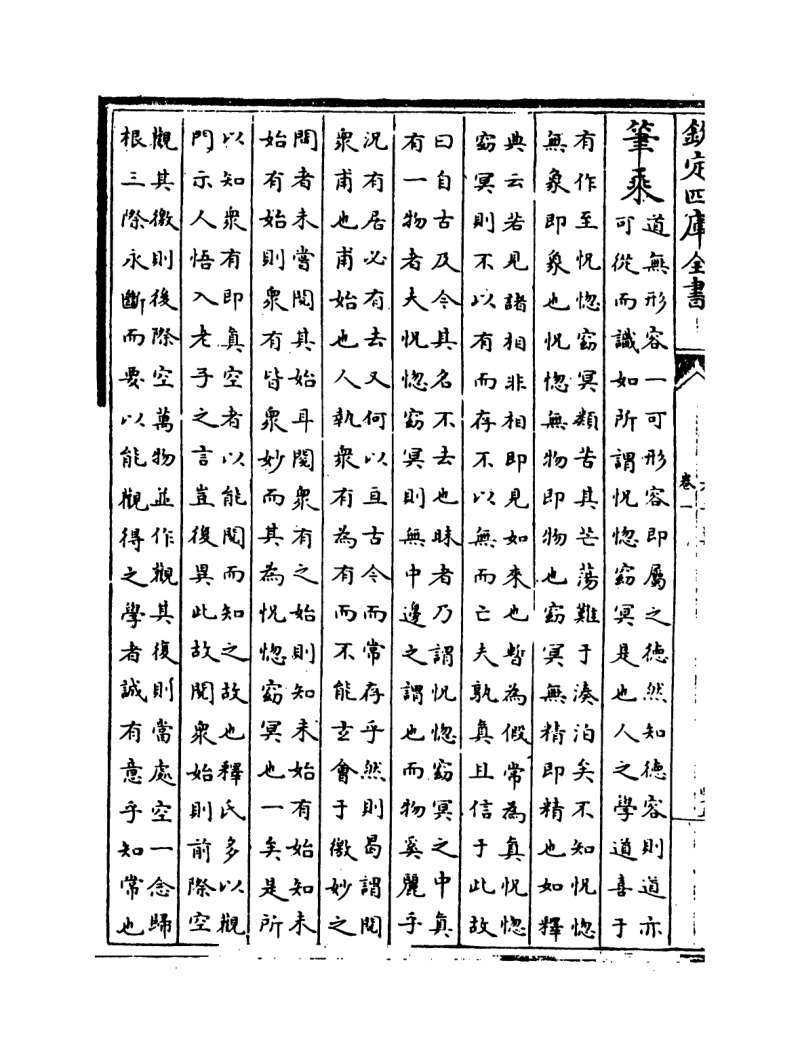 欽定四庫全書
卷一
筆乘
道無形容一可形容即屬之德然知德容則道亦
可從而識如所謂怳惚窈冥是也人之學道喜于
有作至怳惚窈冥類苦其芒蕩難于湊泊矣不知怳惚
無象即象也怳惚無物即物也窈冥無精即精也如釋
典云若見諸相非相即見如來也暫為假常為真怳惚
窈冥則不以有而存不以無而亡夫孰真且信于此故
曰自古及今其名不去也昧者乃謂怳惚窈冥之中真
有一物者夫怳惚窈冥則無中邊之謂也而物奚麗乎
況有居必有去又何以亘古今而常存乎然則曷謂閱
衆甫也甫始也人執衆有為有而不能玄會于徼妙之
間者未嘗閱其始耳閱衆有之始則知未始有始知未
始有始則衆有皆衆妙而其為怳惚窈冥也一矣是所
以知衆有即真空者以能閱而知之故也釋氏多以觀
門示人悟入老子之言豈復異此故閱衆始則前際空
觀其徼則後際空萬物並作觀其復則當處空一念歸
根三際永斷而要以能觀得之學者誠有意乎知常也